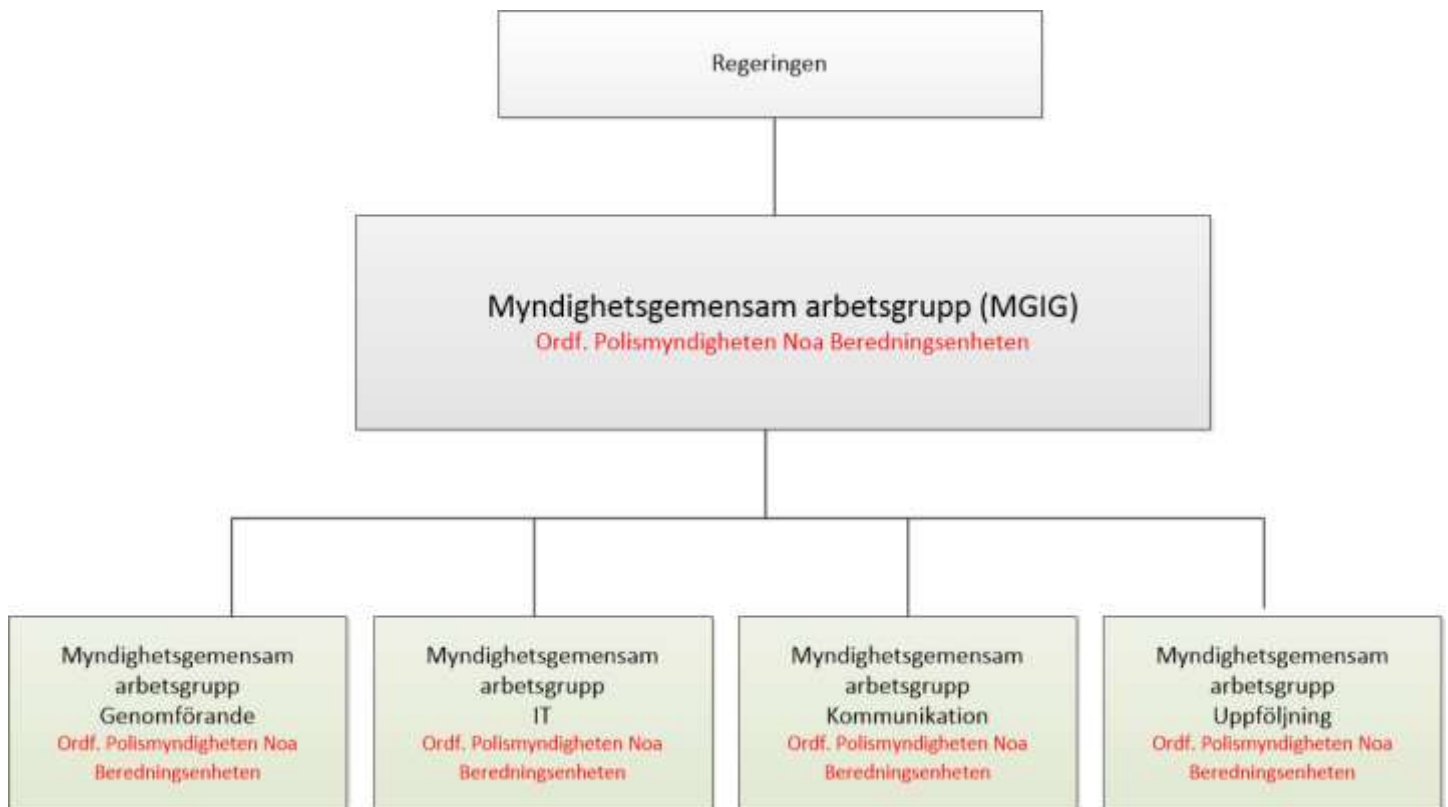 Regeringen
Myndighetsgemensam arbetsgrupp (MGIG)
Ordf. Polismyndigheten Noa Beredningsenheten
Myndighetsgemensam
arbetsgrupp
Genomförande
Ordf. Polismyndigheten Noa
Beredningsenheten
Myndighetsgemensam
arbetsgrupp
IT
Ordf. Polismyndigheten Noa
Beredningsenheten
Myndighetsgemensam
arbetsgrupp
Kommunikation
Ordf. Polismyndigheten Noa
Beredningsenheten
Myndighetsgemensam
arbetsgrupp
Uppföljning
Ordf. Polismyndigheten Noa
Beredningsenheten